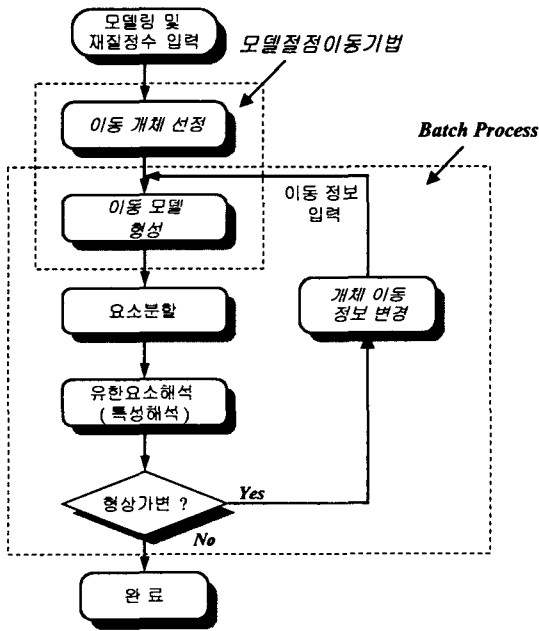 모델링 및
재질정수 입력
모델절점이동기법
이동 개체 선정
Batch Process
이동 정보
입력
이동 모델
형성
개체 이동
정보 변경
요소분할
유한요소해석
( 특성해석 )
형상가변 ?
Yes
No
완 료